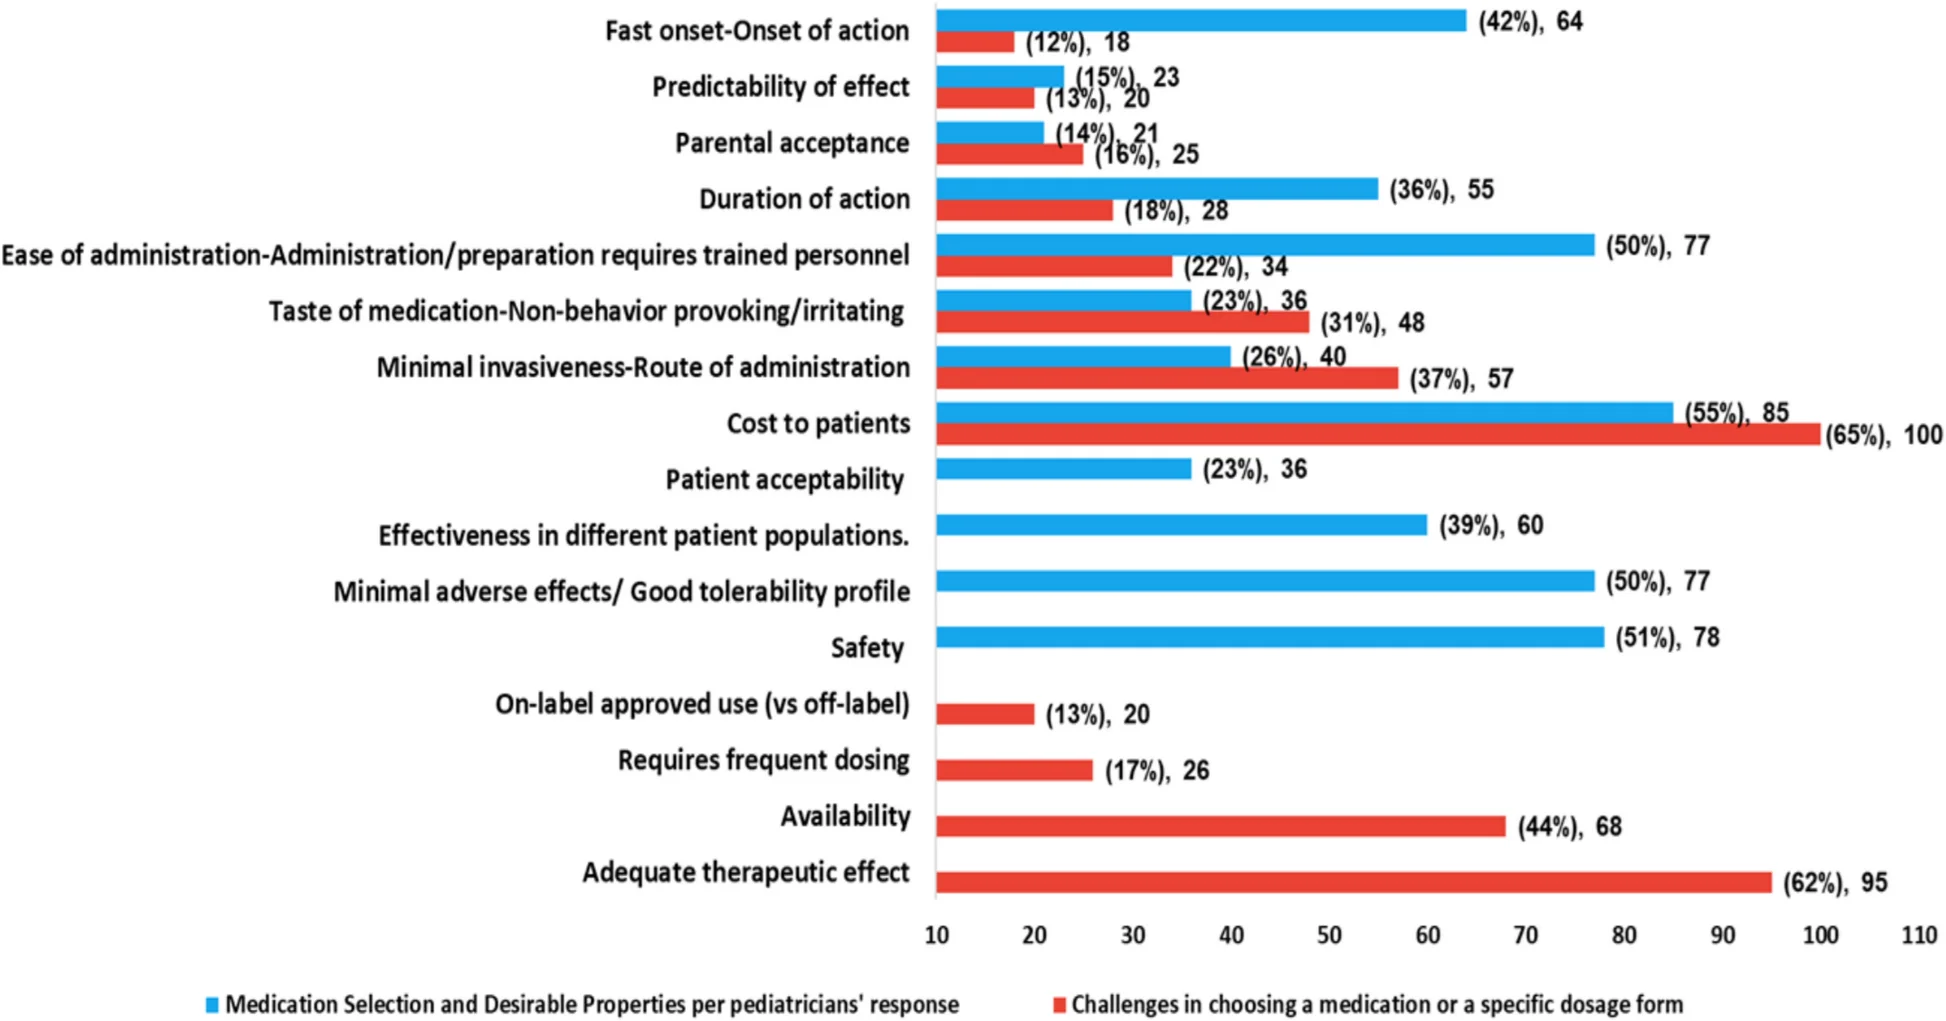 Fast onset-Onset of action
(42%), 64
(12%), 18
Predictability of effect
(15%), 23
(13%), 20
Parental acceptance
(14%), 21
(16%), 25
Duration of action
(36%), 55
(18%), 28
Ease of administration-Administration/preparation requires trained personnel
(50%), 77
(22%), 34
Taste of medication-Non-behavior provoking/irritating
(23%), 36
(31%), 48
Minimal invasiveness-Route of administration
(26%), 40
(37%), 57
Cost to patients
(55%), 85
(65%), 100
Patient acceptability
(23%), 36
Effectiveness in different patient populations.
(39%), 60
Minimal adverse effects/ Good tolerability profile
(50%), 77
Safety
(51%), 78
On-label approved use (vs off-label)
(13%), 20
Requires frequent dosing
(17%), 26
Availability
(44%), 68
Adequate therapeutic effect
(62%), 95
10 20 30 40 50 60 70 80 90 100 110
Medication Selection and Desirable Properties per pediatricians' response
Challenges in choosing a medication or a specific dosage form